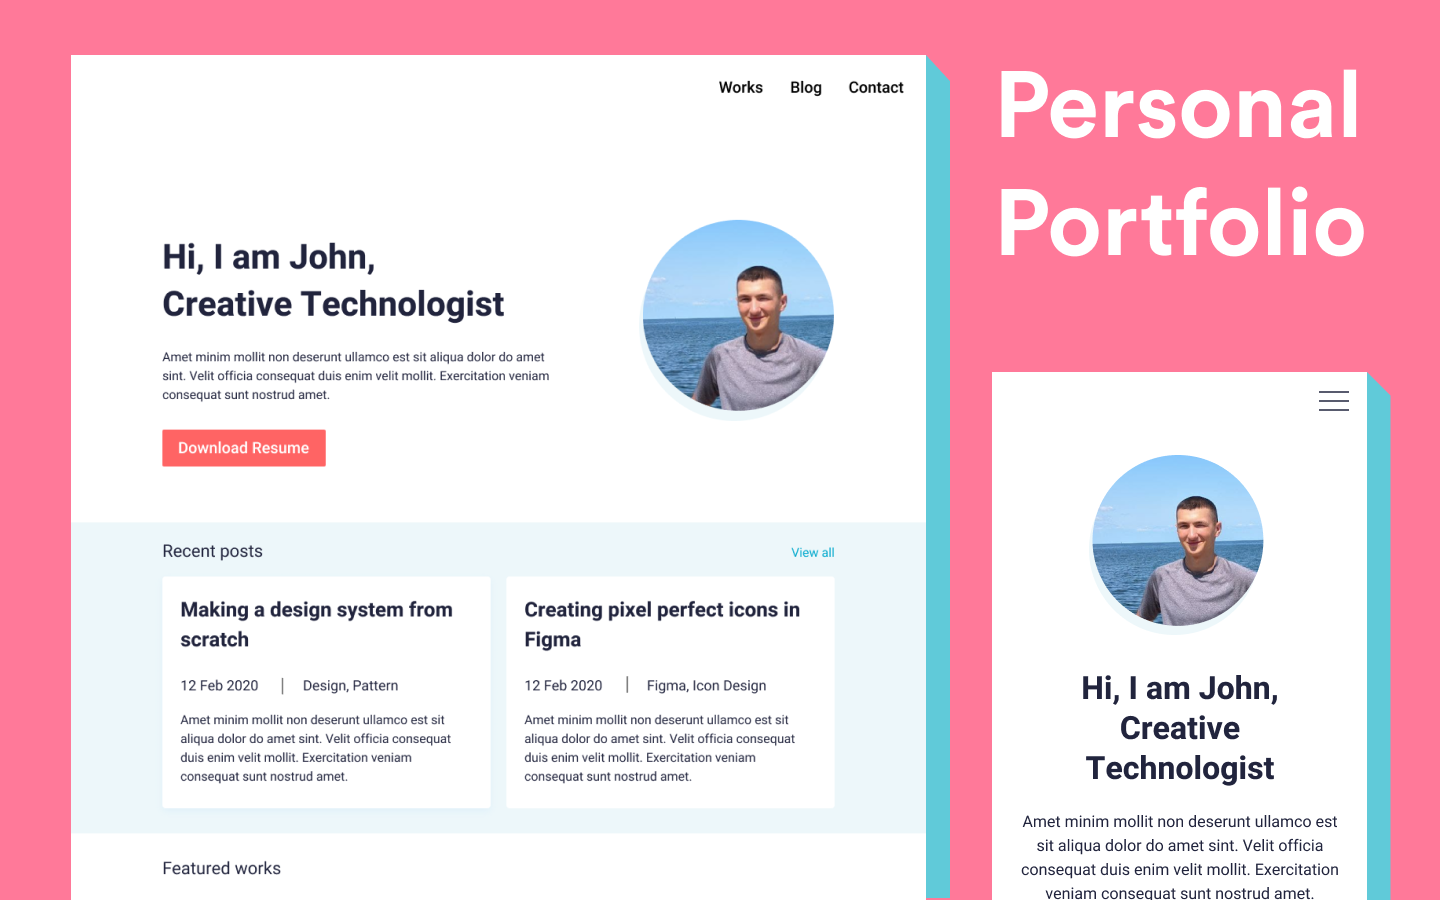 Works Blog Contact
Hi, I am John,
Creative Technologist
Amet minim mollit non deserunt ullamco est sit aliqua dolor do amet
sint. Velit officia consequat duis enim velit mollit. Exercitation veniam
consequat sunt nostrud amet.
Download Resume
Recent posts
View all
Making a design system from
scratch
12 Feb 2020 | Design, Pattern
Amet minim mollit non deserunt ullamco est sit
aliqua dolor do amet sint. Velit officia consequat
duis enim velit mollit. Exercitation veniam
consequat sunt nostrud amet.
Creating pixel perfect icons in
Figma
12 Feb 2020 | Figma, Icon Design
Amet minim mollit non deserunt ullamco est sit
aliqua dolor do amet sint. Velit officia consequat
duis enim velit mollit. Exercitation veniam
consequat sunt nostrud amet.
Featured works
Personal
Portfolio
Hi, I am John,
Creative
Technologist
Amet minim mollit non deserunt ullamco est
sit aliqua dolor do amet sint. Velit officia
consequat duis enim velit mollit. Exercitation
veniam consequat sunt nostrud amet.